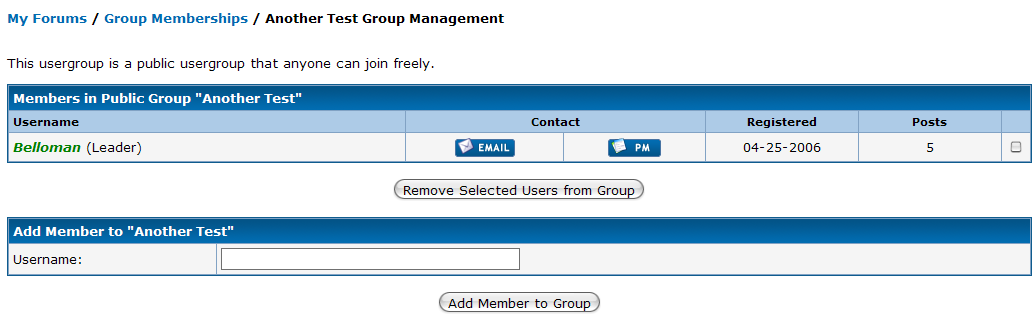 My Forums / Group Memberships / Another Test Group Management
This usergroup is a public usergroup that anyone can join freely.
Members in Public Group "Another Test"
Username Contact Registered Posts
Belloman (Leader) EMAIL PM 04-25-2006 5
Remove Selected Users from Group
Add Member to "Another Test"
Username:
Add Member to Group